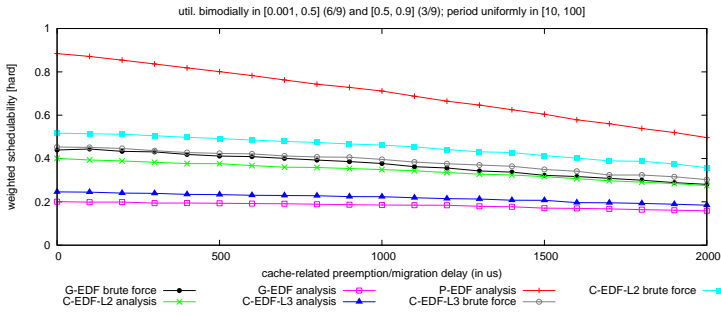 util. bimodially in [0.001, 0.5] (6/9) and [0.5, 0.9] (3/9); period uniformly in [10, 100]
1
0.8
0.6
0.4
0.2
0
weighted schedulability [hard]
0 500 1000 1500 2000
cache-related preemption/migration delay (in us)
G-EDF brute force G-EDF analysis P-EDF analysis C-EDF-L2 brute force
C-EDF-L2 analysis C-EDF-L3 analysis C-EDF-L3 brute force